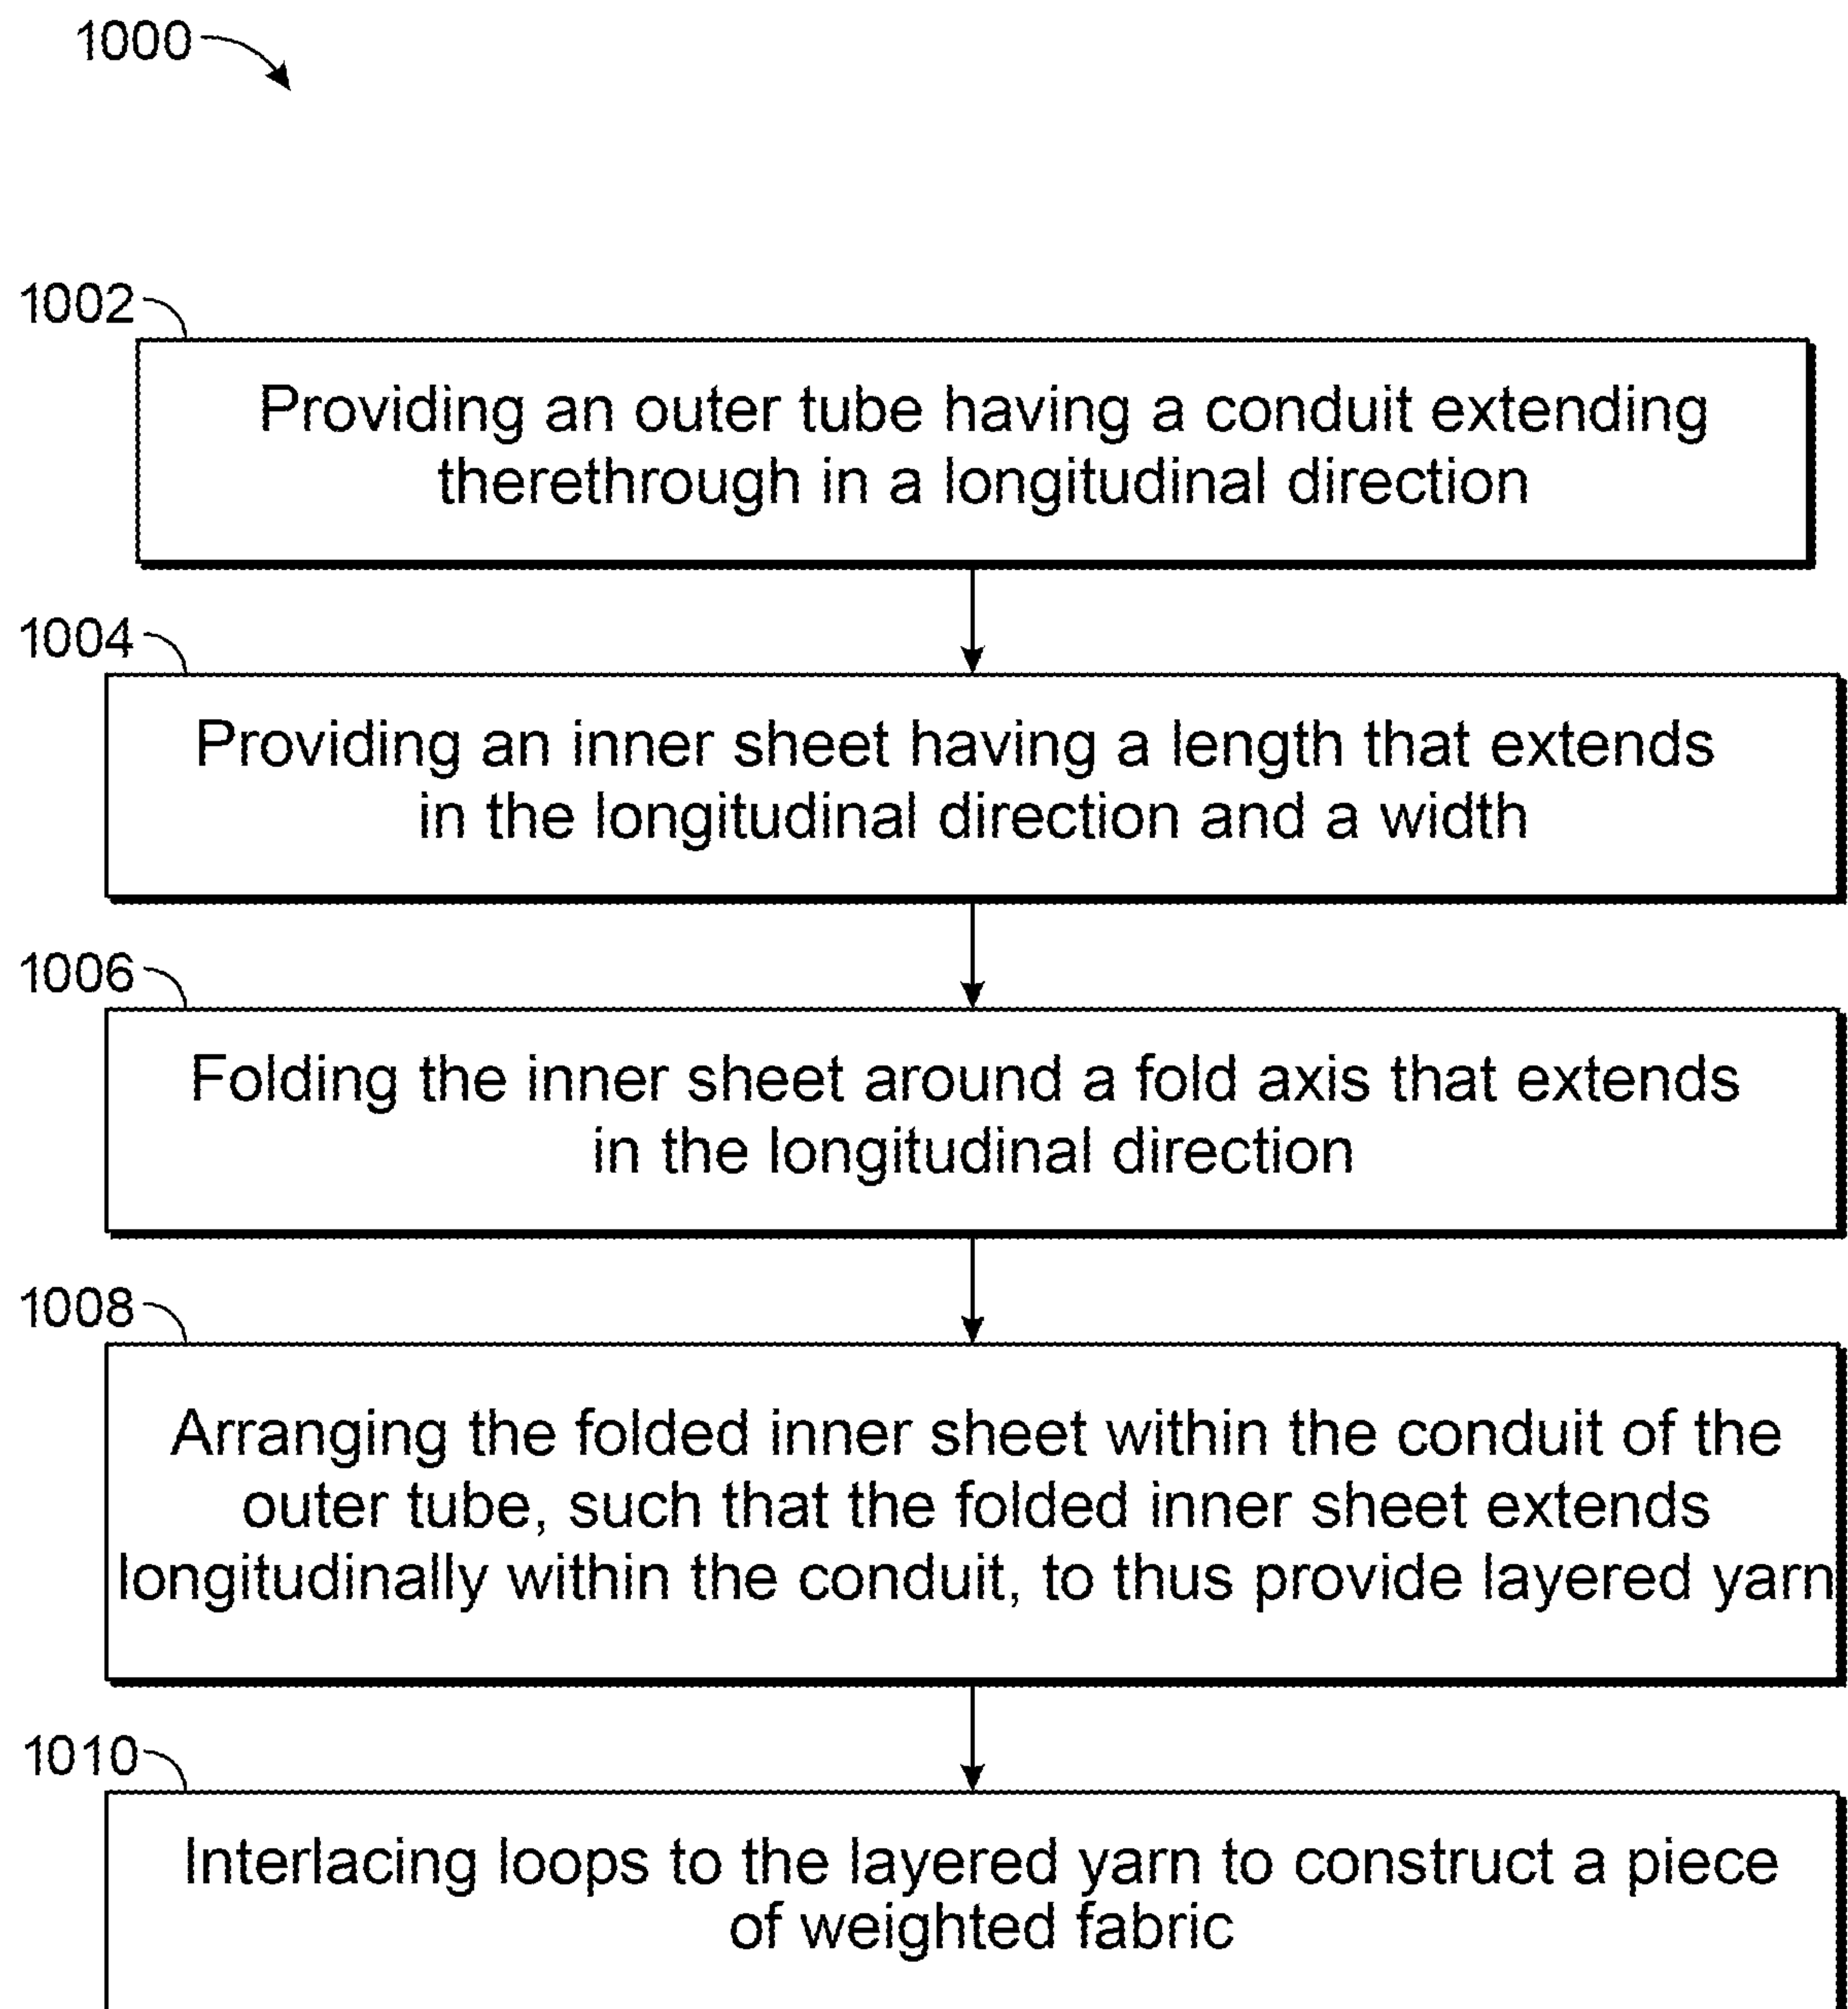 1000
1002
Providing an outer tube having a conduit extending
therethrough in a longitudinal direction
1004
Providing an inner sheet having a length that extends
in the longitudinal direction and a width
1006
Folding the inner sheet around a fold axis that extends
in the longitudinal direction
1008
Arranging the folded inner sheet within the conduit of the
outer tube, such that the folded inner sheet extends
longitudinally within the conduit, to thus provide layered yarn
1010
Interlacing loops to the layered yarn to construct a piece
of weighted fabric